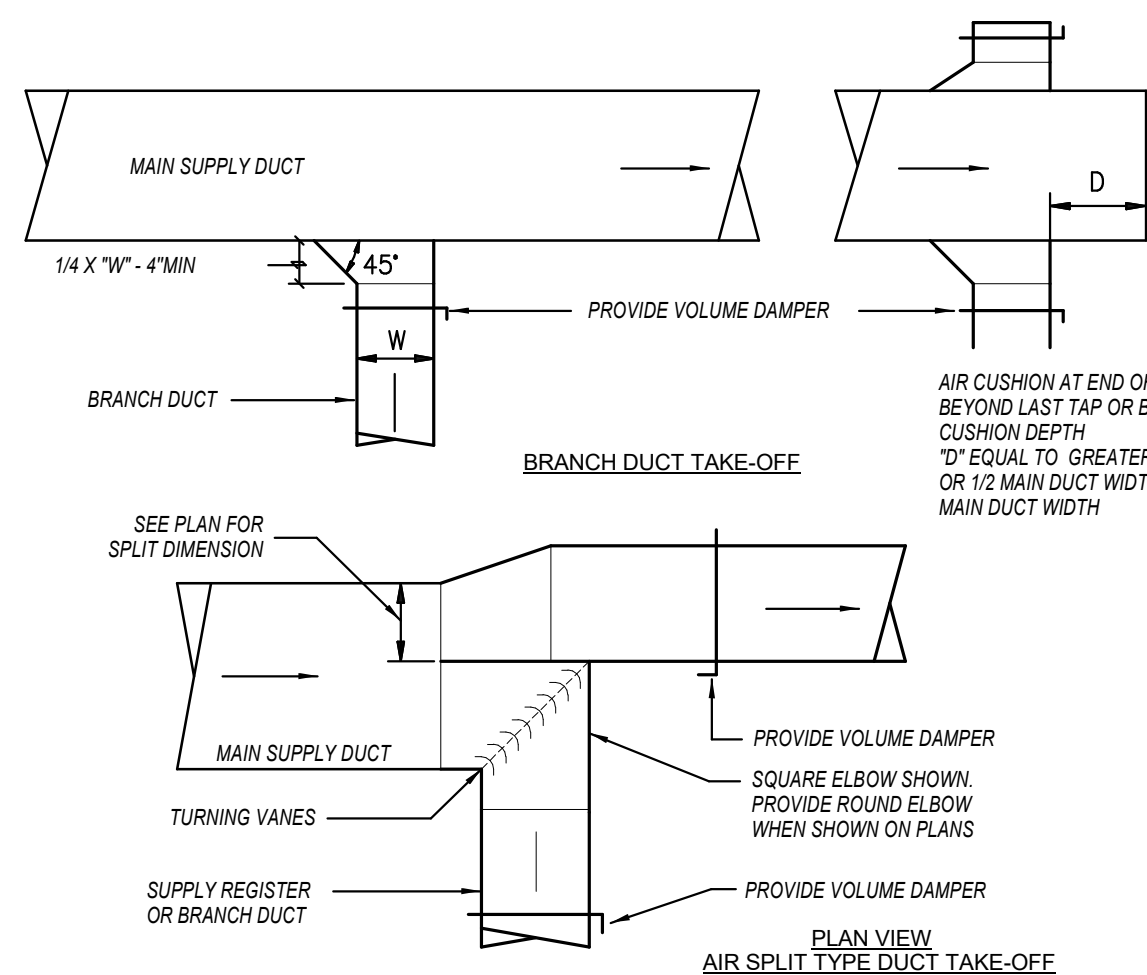 MAIN SUPPLY DUCT
D
1/4 X "W" - 4"MIN
45°
PROVIDE VOLUME DAMPER
W
BRANCH DUCT
BRANCH DUCT TAKE-OFF
AIR CUSHION AT END
BEYOND LAST TAP OR
CUSHION DEPTH
"D" EQUAL TO GREATER
OR 1/2 MAIN DUCT
MAIN DUCT WIDTH
SEE PLAN FOR
SPLIT DIMENSION
MAIN SUPPLY DUCT
PROVIDE VOLUME DAMPER
SQUARE ELBOW SHOWN.
PROVIDE ROUND ELBOW
WHEN SHOWN ON PLANS
TURNING VANES
SUPPLY REGISTER
OR BRANCH DUCT
PROVIDE VOLUME DAMPER
PLAN VIEW
AIR SPLIT TYPE DUCT TAKE-OFF